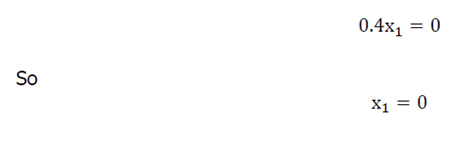 0.4x₁ = 0
So
x₁ = 0